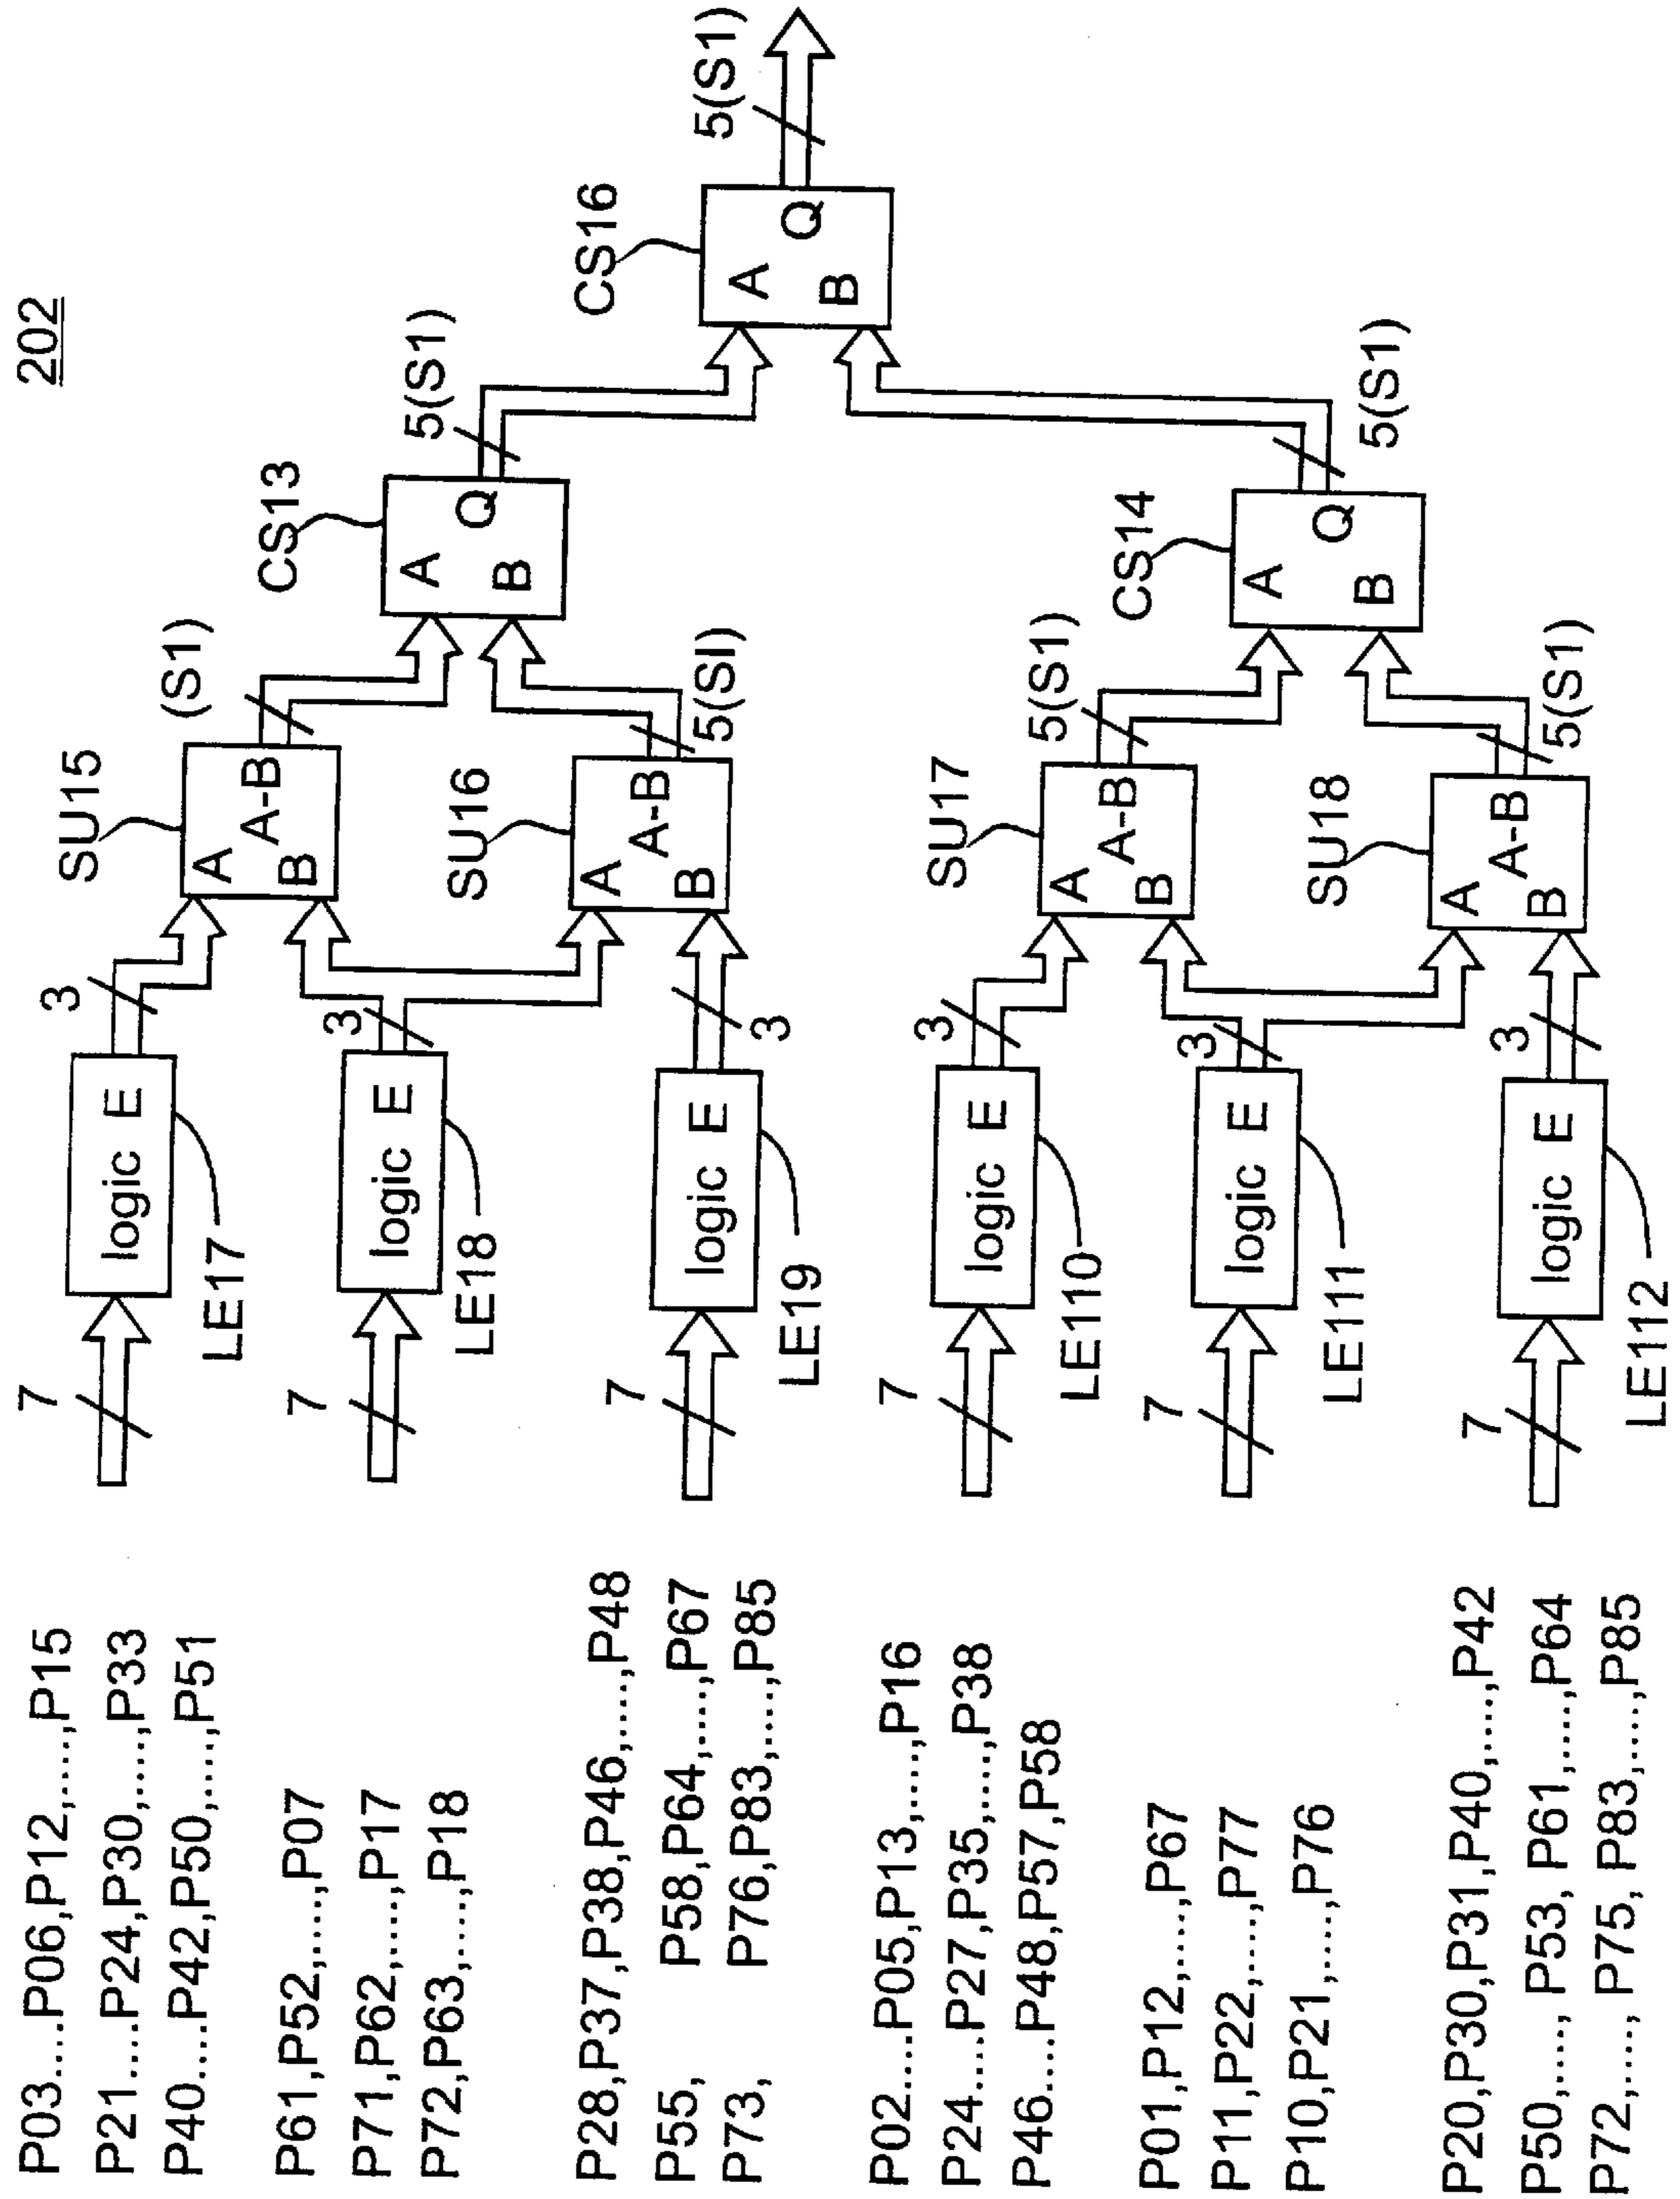 202
P03....P06,P12,....,P15
P21....P24,P30,....,P33
P40....P42,P50,....,P51
7
logic E
LE17
3
P61,P52,....,P07
P71,P62,....,P17
P72,P63,....,P18
7
logic E
LE18
3
P28,P37,P38,P46,....,P48
P55, P58,P64,....,P67
P73, P76,P83,....,P85
7
logic E
LE19
3
SU15
A
A-B
B
(S1)
SU16
A
A-B
B
5(SI)
CS13
A
Q
B
5(S1)
CS16
A
Q
B
5(S1)
P02....P05,P13,....,P16
P24....P27,P35,....,P38
P46....P48,P57,P58
7
logic E
LE110
3
P01,P12,....,P67
P11,P22,....,P77
P10,P21,....,P76
7
logic E
LE111
3
P20,P30,P31,P40,....,P42
P50,...., P53, P61,....,P64
P72,...., P75, P83,....,P85
7
logic E
LE112
3
SU17
A
A-B
B
5(S1)
SU18
A
A-B
B
5(S1)
CS14
A
Q
B
5(S1)